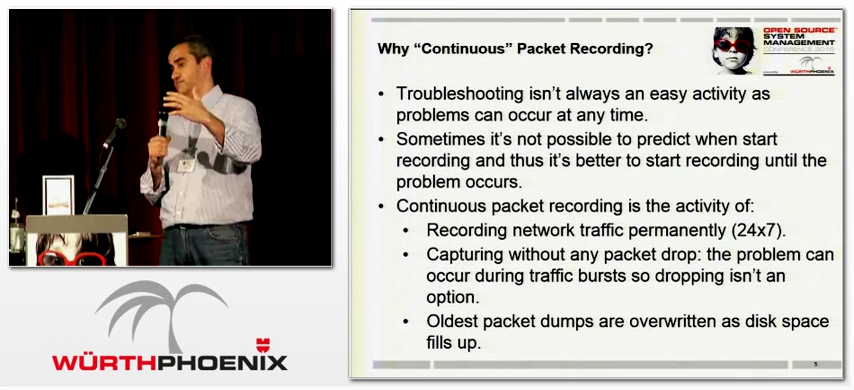 Why “Continuous” Packet Recording?
OPEN SOURCE
SYSTEM
MANAGEMENT
CONFERENCE 2015
WÜRTHPHOENIX
• Troubleshooting isn’t always an easy activity as
problems can occur at any time.
• Sometimes it’s not possible to predict when start
recording and thus it’s better to start recording until the
problem occurs.
• Continuous packet recording is the activity of:
• Recording network traffic permanently (24x7).
• Capturing without any packet drop: the problem can
occur during traffic bursts so dropping isn’t an
option.
• Oldest packet dumps are overwritten as disk space
fills up.
5
WÜRTHPHOENIX